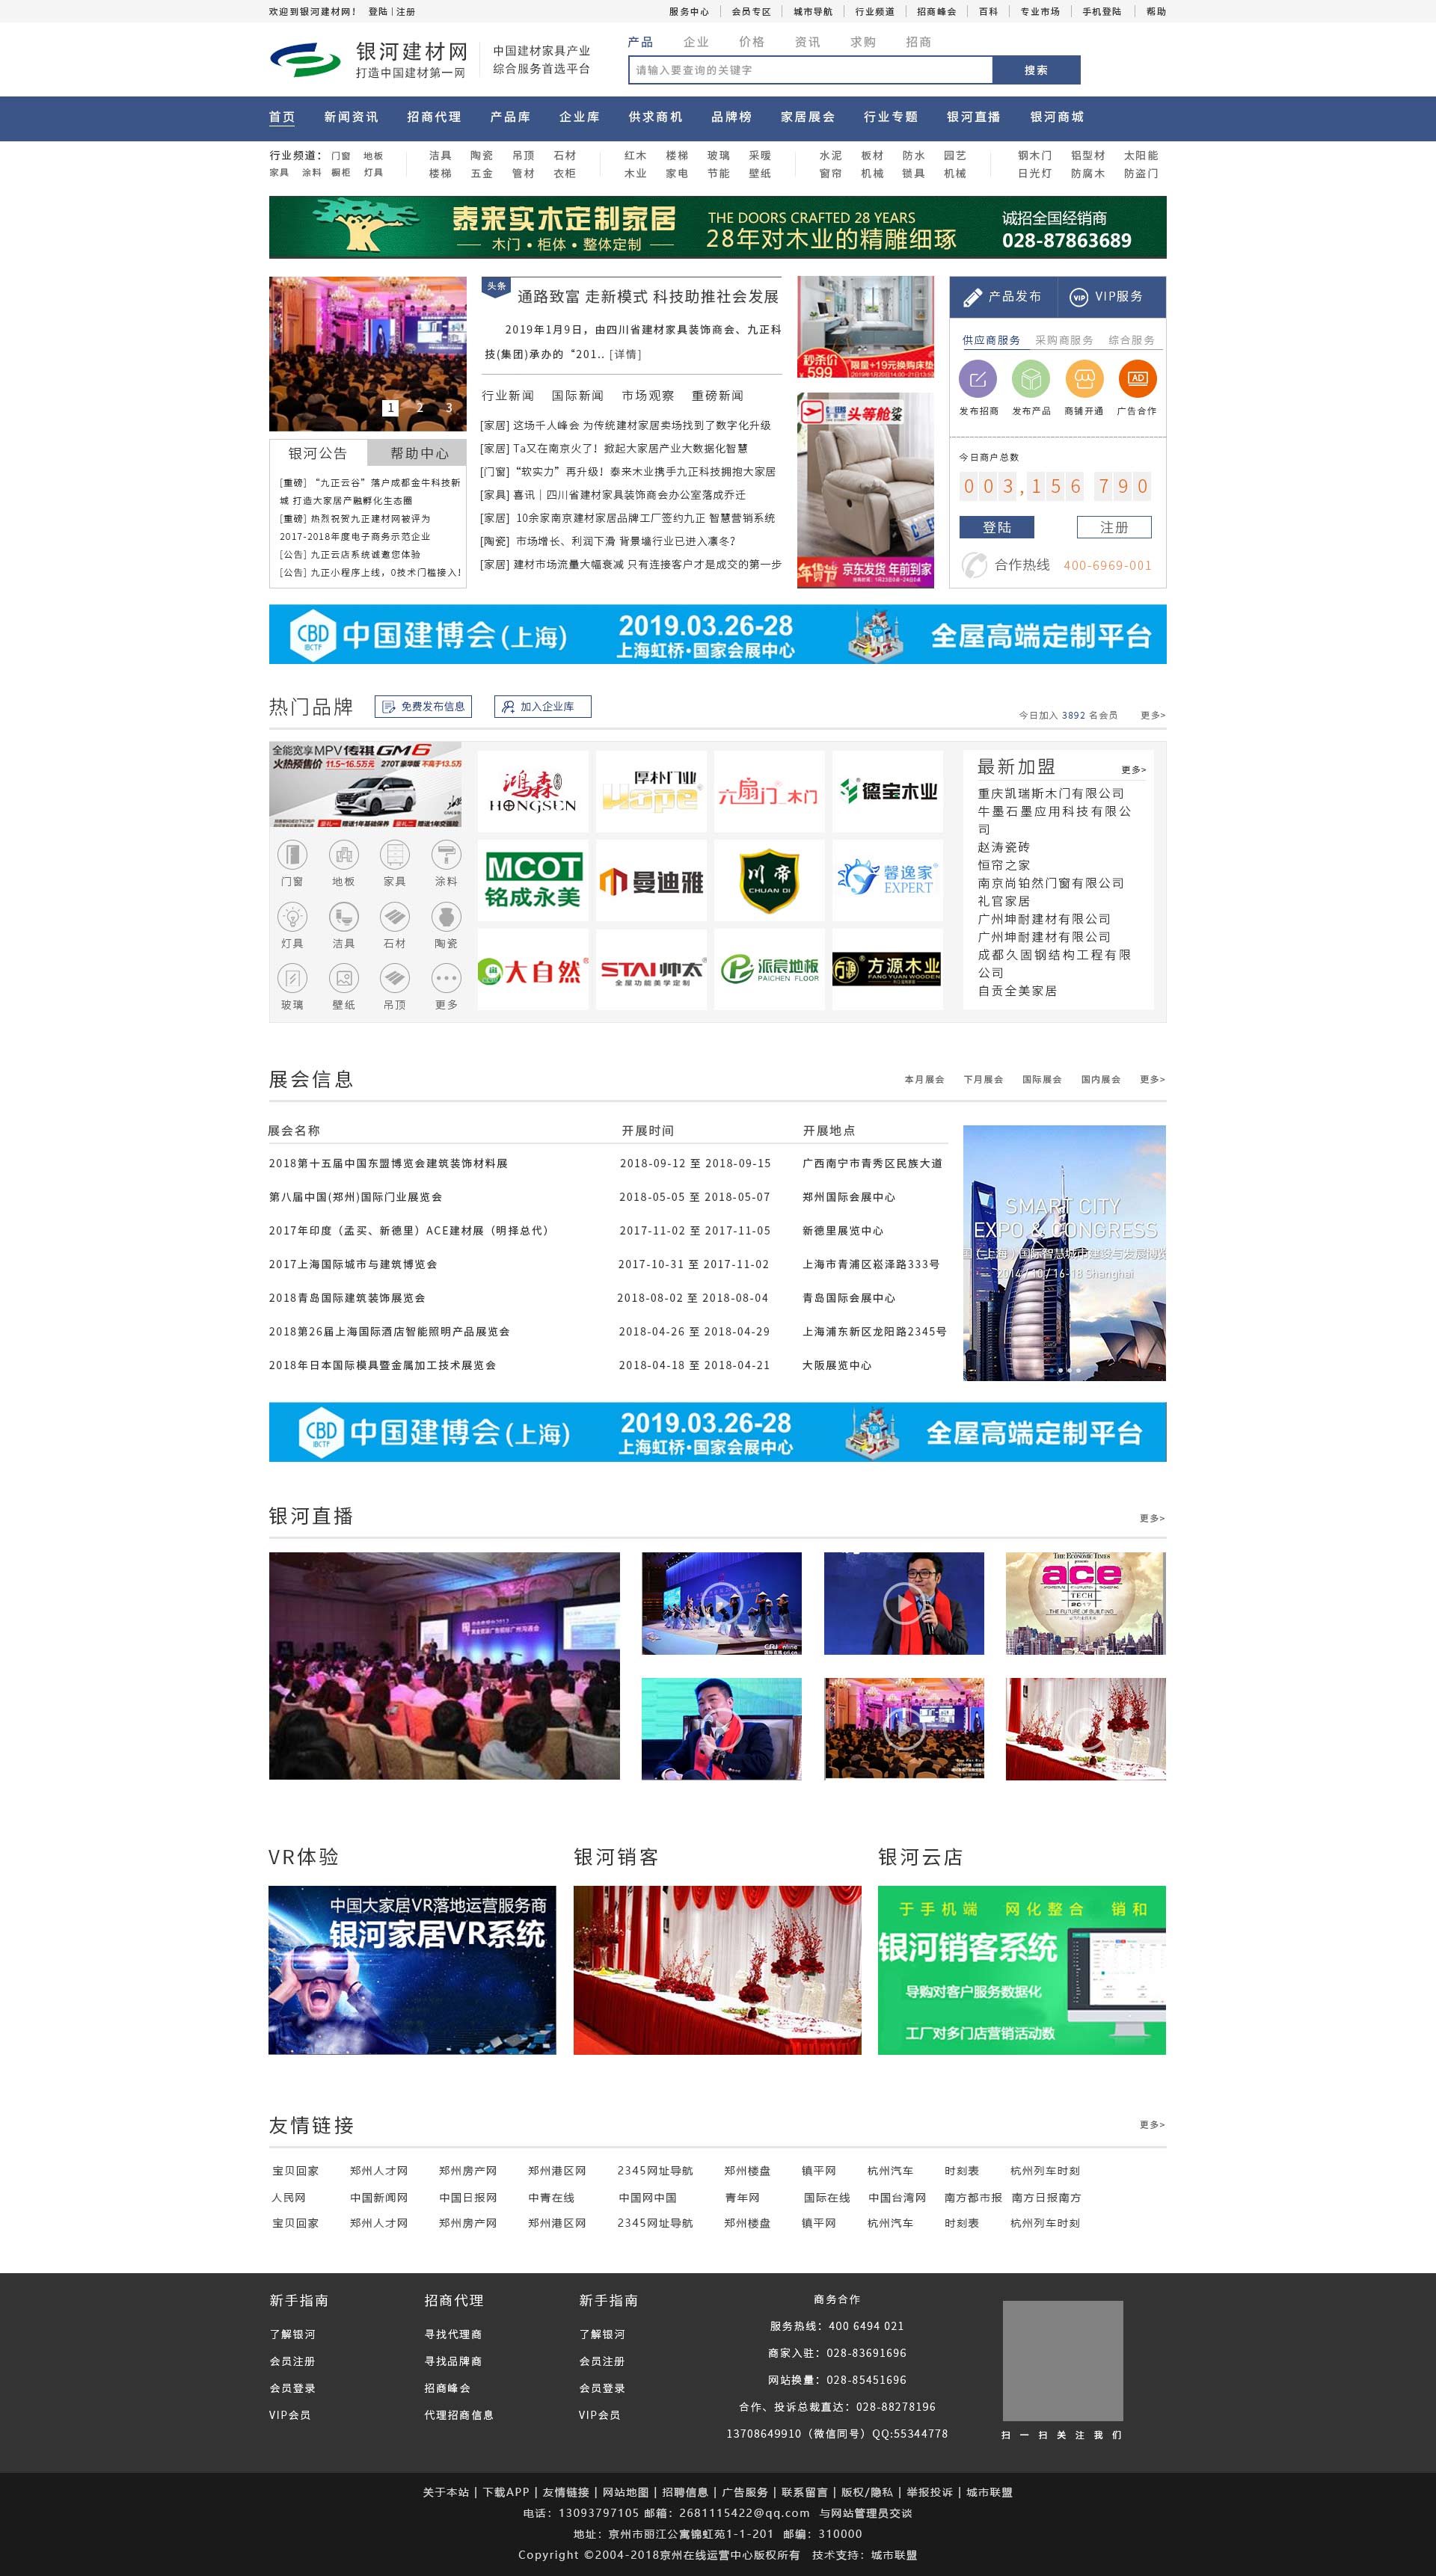 欢迎到银河建材网！ 登陆 | 注册
服务中心 会员专区 城市导航 行业频道 招商峰会 百科 专业市场 手机登陆 帮助
银河建材网
打造中国建材第一网
中国建材家具产业
综合服务首选平台
产品 企业 价格 资讯 求购 招商
请输入要查询的关键字 搜索
首页 新闻资讯 招商代理 产品库 企业库 供求商机 品牌榜 家居展会 行业专题 银河直播 银河商城
行业频道： 门窗 地板 洁具 陶瓷 吊顶 石材 红木 楼梯 玻璃 采暖 水泥 板材 防水 园艺 钢木门 铝型材 太阳能
家具 涂料 橱柜 灯具 楼梯 五金 管材 衣柜 木业 家电 节能 壁纸 窗帘 机械 锁具 机械 日光灯 防腐木 防盗门
泰来实木定制家居
木门 • 柜体 • 整体定制
THE DOORS CRAFTED 28 YEARS
28年对木业的精雕细琢
诚招全国经销商
028-87863689
1 2 3
银河公告 帮助中心
[重磅] “九正云谷”落户成都金牛科技新
城 打造大家居产融孵化生态圈
[重磅] 热烈祝贺九正建材网被评为
2017-2018年度电子商务示范企业
[公告] 九正云店系统诚邀您体验
[公告] 九正小程序上线，0技术门槛接入!
头条
通路致富 走新模式 科技助推社会发展
2019年1月9日，由四川省建材家具装饰商会、九正科
技(集团)承办的“201.. [详情]
行业新闻 国际新闻 市场观察 重磅新闻
[家居] 这场千人峰会 为传统建材家居卖场找到了数字化升级
[家居] Ta又在南京火了！掀起大家居产业大数据化智慧
[门窗]“软实力”再升级！泰来木业携手九正科技拥抱大家居
[家具] 喜讯｜四川省建材家具装饰商会办公室落成乔迁
[家居] 10余家南京建材家居品牌工厂签约九正 智慧营销系统
[陶瓷] 市场增长、利润下滑 背景墙行业已进入凛冬？
[家居] 建材市场流量大幅衰减 只有连接客户才是成交的第一步
秒杀价
599
限量+19元换购床垫
头等舱
年货节
京东发货 年前到家
产品发布 VIP VIP服务
供应商服务 采购商服务 综合服务
AD
发布招商 发布产品 商铺开通 广告合作
今日商户总数
003,156 790
登陆 注册
合作热线 400-6969-001
CBD
IBCTF
中国建博会(上海)
2019.03.26-28
上海虹桥·国家会展中心
全屋高端定制平台
热门品牌 免费发布信息 加入企业库
今日加入 3892 名会员 更多>
全能宽享MPV 传祺GM6
火热预售价 11.5-16.5万元 270T 豪华版 不高于13.5万
门窗 地板 家具 涂料
灯具 洁具 石材 陶瓷
玻璃 壁纸 吊顶 更多
鸿森
HONGSEN
厚朴门业
Hope
六扇门 木门
德宝木业
MCOT
铭成永美
曼迪雅
川帝
CHUAN DI
馨逸家
EXPERT
大自然
STAI 帅太
全屋功能美学定制
派宸地板
PAICHEN FLOOR
方源
方源木业
FANG YUAN WOODEN
最新加盟 更多>
重庆凯瑞斯木门有限公司
牛墨石墨应用科技有限公
司
赵涛瓷砖
恒帘之家
南京尚铂然门窗有限公司
礼官家居
广州坤耐建材有限公司
广州坤耐建材有限公司
成都久固钢结构工程有限
公司
自贡全美家居
展会信息
本月展会 下月展会 国际展会 国内展会 更多>
展会名称 开展时间 开展地点
2018第十五届中国东盟博览会建筑装饰材料展 2018-09-12 至 2018-09-15 广西南宁市青秀区民族大道
第八届中国(郑州)国际门业展览会 2018-05-05 至 2018-05-07 郑州国际会展中心
2017年印度（孟买、新德里）ACE建材展（明择总代） 2017-11-02 至 2017-11-05 新德里展览中心
2017上海国际城市与建筑博览会 2017-10-31 至 2017-11-02 上海市青浦区崧泽路333号
2018青岛国际建筑装饰展览会 2018-08-02 至 2018-08-04 青岛国际会展中心
2018第26届上海国际酒店智能照明产品展览会 2018-04-26 至 2018-04-29 上海浦东新区龙阳路2345号
2018年日本国际模具暨金属加工技术展览会 2018-04-18 至 2018-04-21 大阪展览中心
SMART CITY
EXPO & CONGRESS
国（上海）国际智慧城市建设与发展博览
2014 / 10 / 16-18 Shanghai
CBD
IBCTF
中国建博会(上海)
2019.03.26-28
上海虹桥·国家会展中心
全屋高端定制平台
银河直播 更多>
THE ECONOMIC TIMES
ace
TECH
2017
THE FUTURE OF BUILDING
VR体验 银河销客 银河云店
中国大家居VR落地运营服务商
银河家居VR系统
于手机端 网化整合 销和
银河销客系统
导购对客户服务数据化
工厂对多门店营销活动数
友情链接 更多>
宝贝回家 郑州人才网 郑州房产网 郑州港区网 2345网址导航 郑州楼盘 镇平网 杭州汽车 时刻表 杭州列车时刻
人民网 中国新闻网 中国日报网 中青在线 中国网中国 青年网 国际在线 中国台湾网 南方都市报 南方日报南方
宝贝回家 郑州人才网 郑州房产网 郑州港区网 2345网址导航 郑州楼盘 镇平网 杭州汽车 时刻表 杭州列车时刻
新手指南 招商代理 新手指南 商务合作
了解银河 寻找代理商 了解银河 服务热线：400 6494 021
会员注册 寻找品牌商 会员注册 商家入驻：028-83691696
会员登录 招商峰会 会员登录 网站换量：028-85451696
VIP会员 代理招商信息 VIP会员 合作、投诉总裁直达：028-88278196
13708649910（微信同号）QQ:55344778
扫一扫关注我们
关于本站 | 下载APP | 友情链接 | 网站地图 | 招聘信息 | 广告服务 | 联系留言 | 版权/隐私 | 举报投诉 | 城市联盟
电话：13093797105 邮箱：2681115422@qq.com 与网站管理员交谈
地址：京州市丽江公寓锦虹苑1-1-201 邮编：310000
Copyright ©2004-2018京州在线运营中心版权所有 技术支持：城市联盟